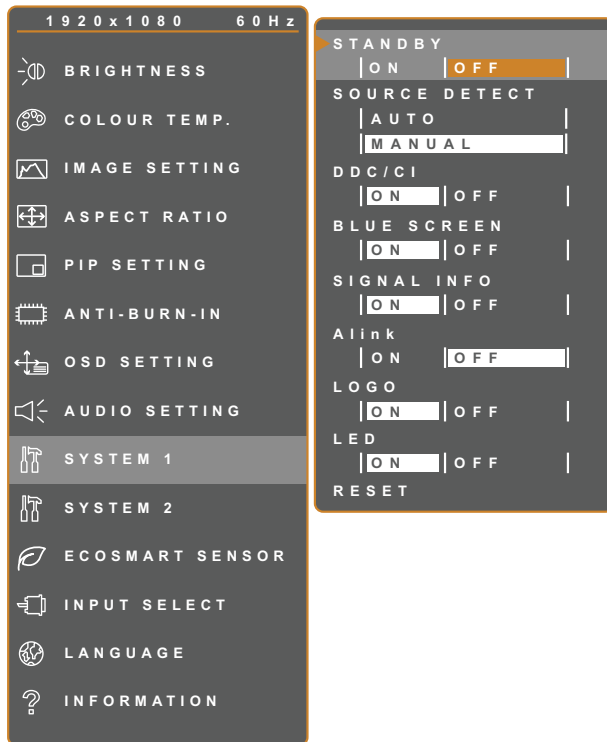 1920x1080 60Hz
BRIGHTNESS
COLOUR TEMP.
IMAGE SETTING
ASPECT RATIO
PIP SETTING
ANTI-BURN-IN
OSD SETTING
AUDIO SETTING
SYSTEM 1
SYSTEM 2
ECOSMART SENSOR
INPUT SELECT
LANGUAGE
INFORMATION
STANDBY
ON OFF
SOURCE DETECT
AUTO
MANUAL
DDC/CI
ON OFF
BLUE SCREEN
ON OFF
SIGNAL INFO
ON OFF
Alink
ON OFF
LOGO
ON OFF
LED
ON OFF
RESET